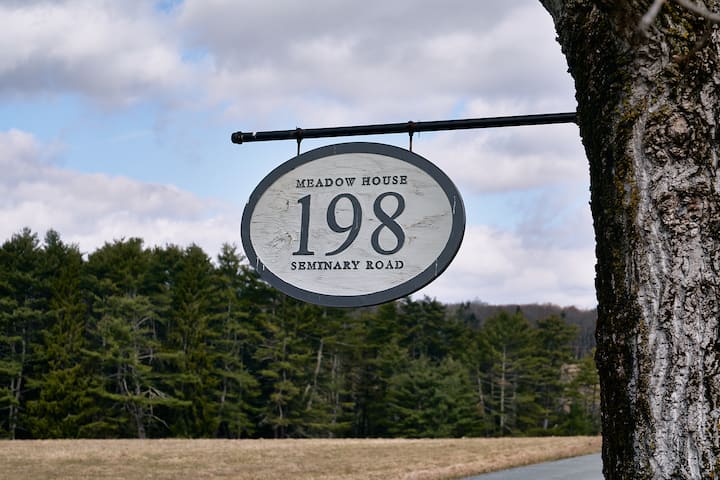 MEADOW HOUSE
198
SEMINARY ROAD